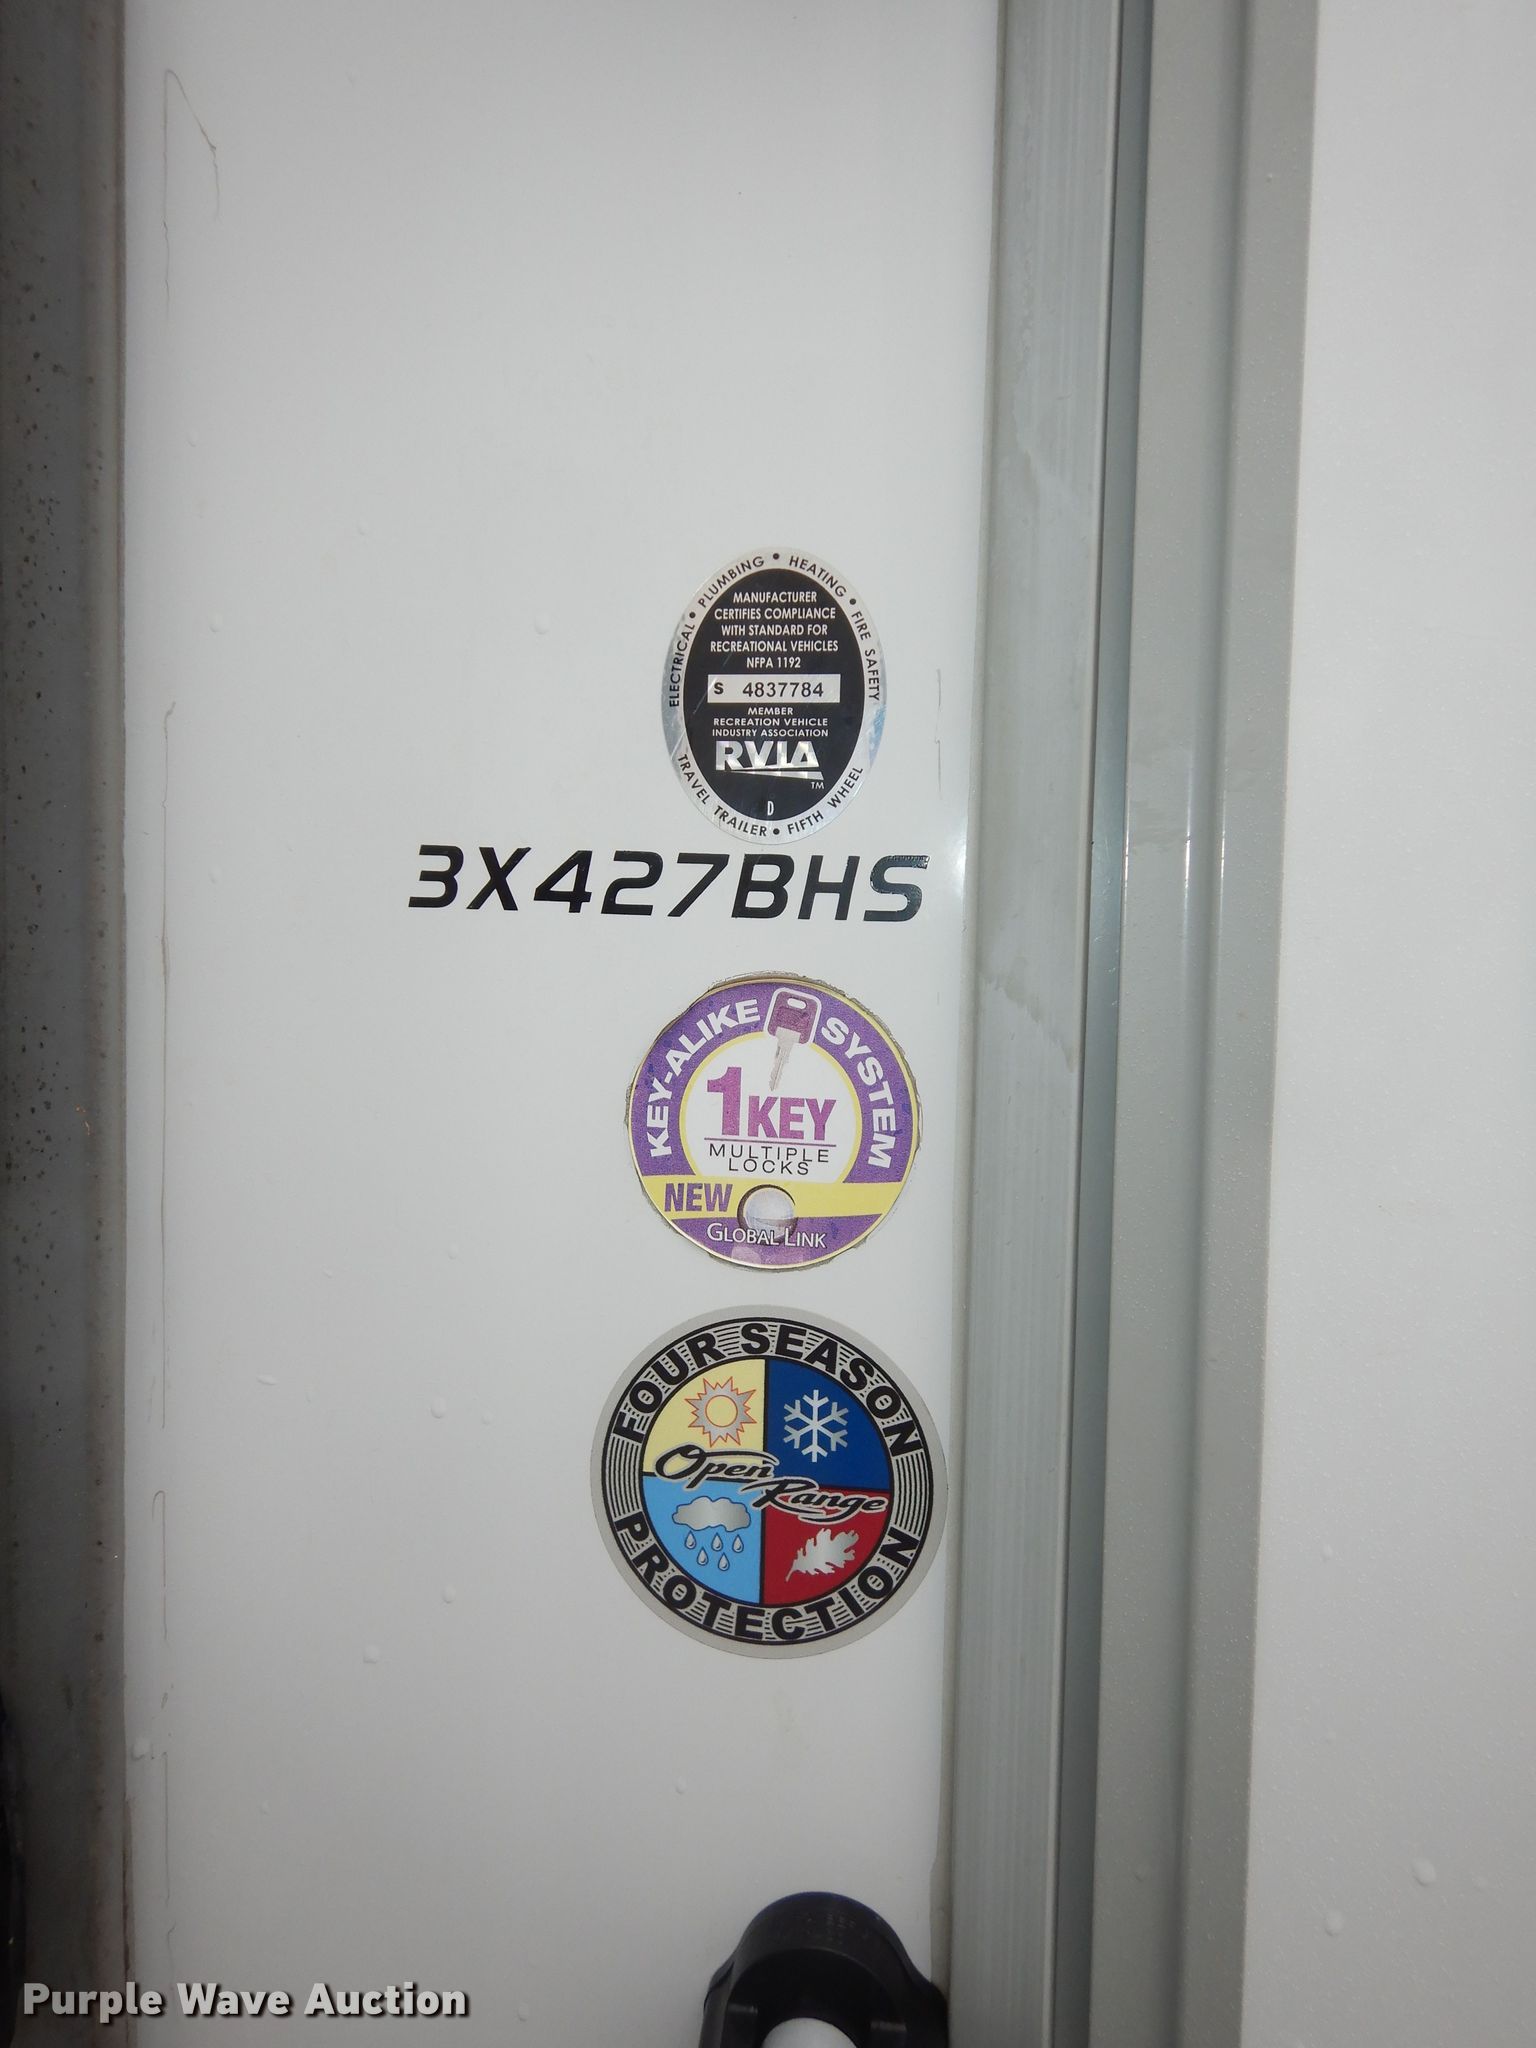 ELECTRICAL • PLUMBING • HEATING • FIRE SAFETY
MANUFACTURER
CERTIFIES COMPLIANCE
WITH STANDARD FOR
RECREATIONAL VEHICLES
NFPA 1192
S 4837784
MEMBER
RECREATION VEHICLE
INDUSTRY ASSOCIATION
RVIA
TM
D
TRAVEL TRAILER • FIFTH WHEEL
3X427BHS
KEY-ALIKE SYSTEM
1KEY
MULTIPLE
LOCKS
NEW
GLOBAL LINK
FOUR SEASON
Open
Range
PROTECTION
Purple Wave Auction